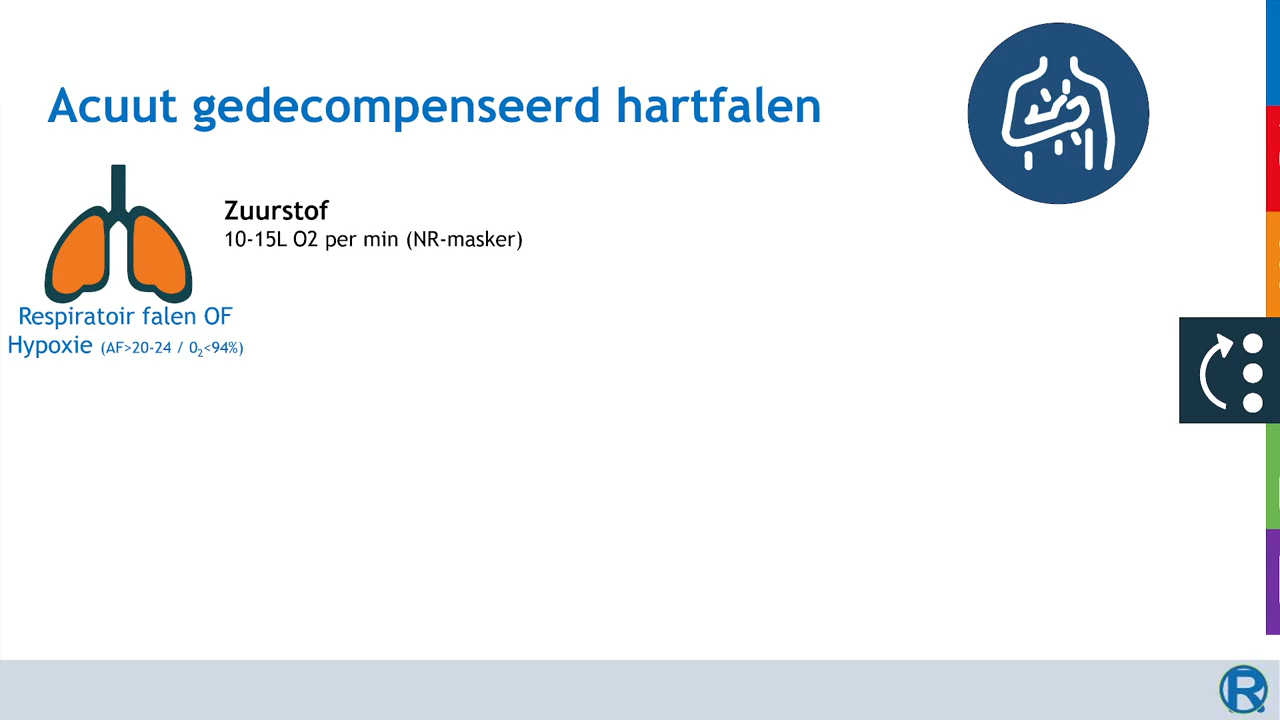 Acuut gedecompenseerd hartfalen
Zuurstof
10-15L O2 per min (NR-masker)
Respiratoir falen OF
Hypoxie (AF>20-24 / 0₂<94%)
R